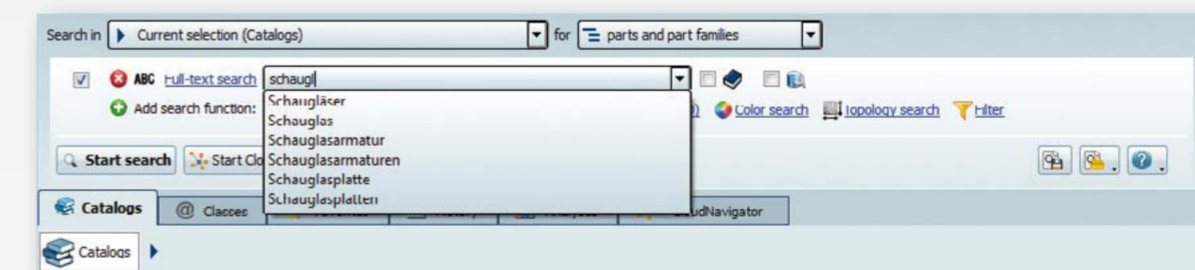 Search in Current selection (Catalogs) for parts and part families
ABC Full-text search schaugl
Add search function: Color search Topology search Filter
Schaugläser
Schauglas
Schauglasarmatur
Schauglasarmaturen
Schauglasplatte
Schauglasplatten
Start search Start Clo
Catalogs @ Classes CloudNavigator
Catalogs